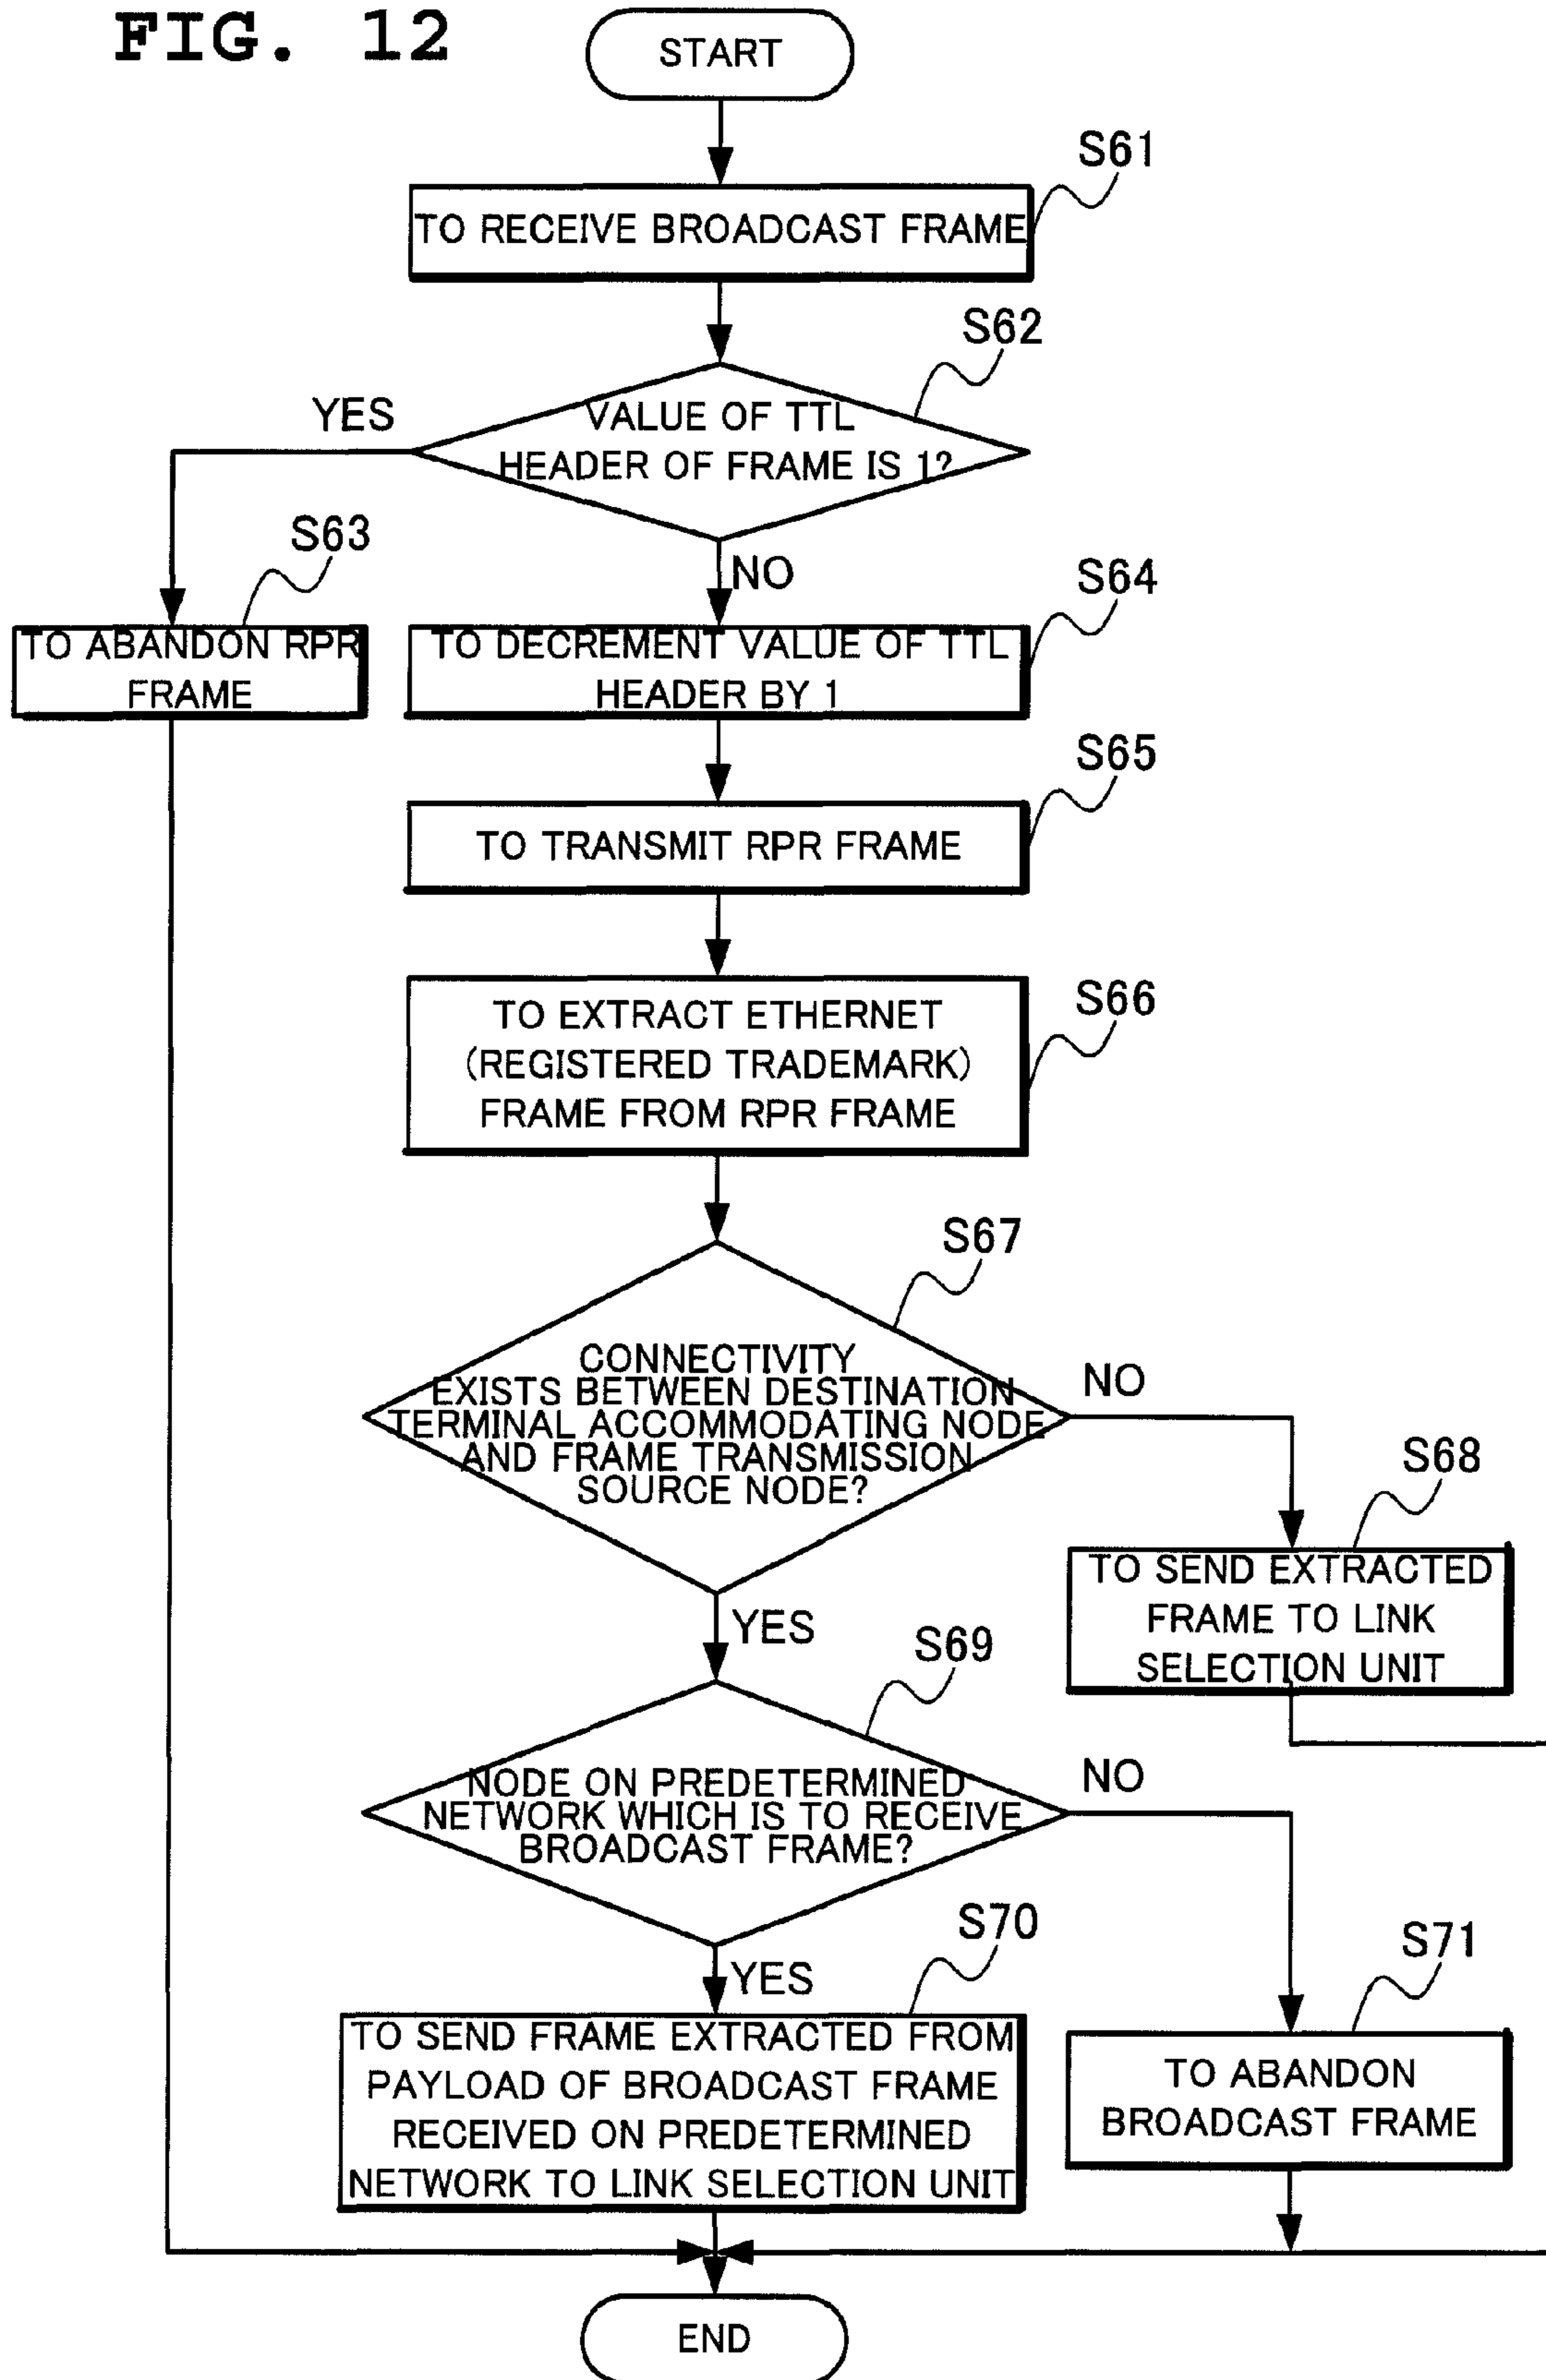 FIG. 12
START
S61
TO RECEIVE BROADCAST FRAME
S62
YES
VALUE OF TTL
HEADER OF FRAME IS 1?
S63
NO
S64
TO ABANDON RPR
FRAME
TO DECREMENT VALUE OF TTL
HEADER BY 1
S65
TO TRANSMIT RPR FRAME
S66
TO EXTRACT ETHERNET
(REGISTERED TRADEMARK)
FRAME FROM RPR FRAME
S67
CONNECTIVITY
EXISTS BETWEEN DESTINATION
TERMINAL ACCOMMODATING NODE
AND FRAME TRANSMISSION
SOURCE NODE?
NO
S68
TO SEND EXTRACTED
FRAME TO LINK
SELECTION UNIT
YES
S69
NODE ON PREDETERMINED
NETWORK WHICH IS TO RECEIVE
BROADCAST FRAME?
NO
S70
YES
S71
TO SEND FRAME EXTRACTED FROM
PAYLOAD OF BROADCAST FRAME
RECEIVED ON PREDETERMINED
NETWORK TO LINK SELECTION UNIT
TO ABANDON
BROADCAST FRAME
END